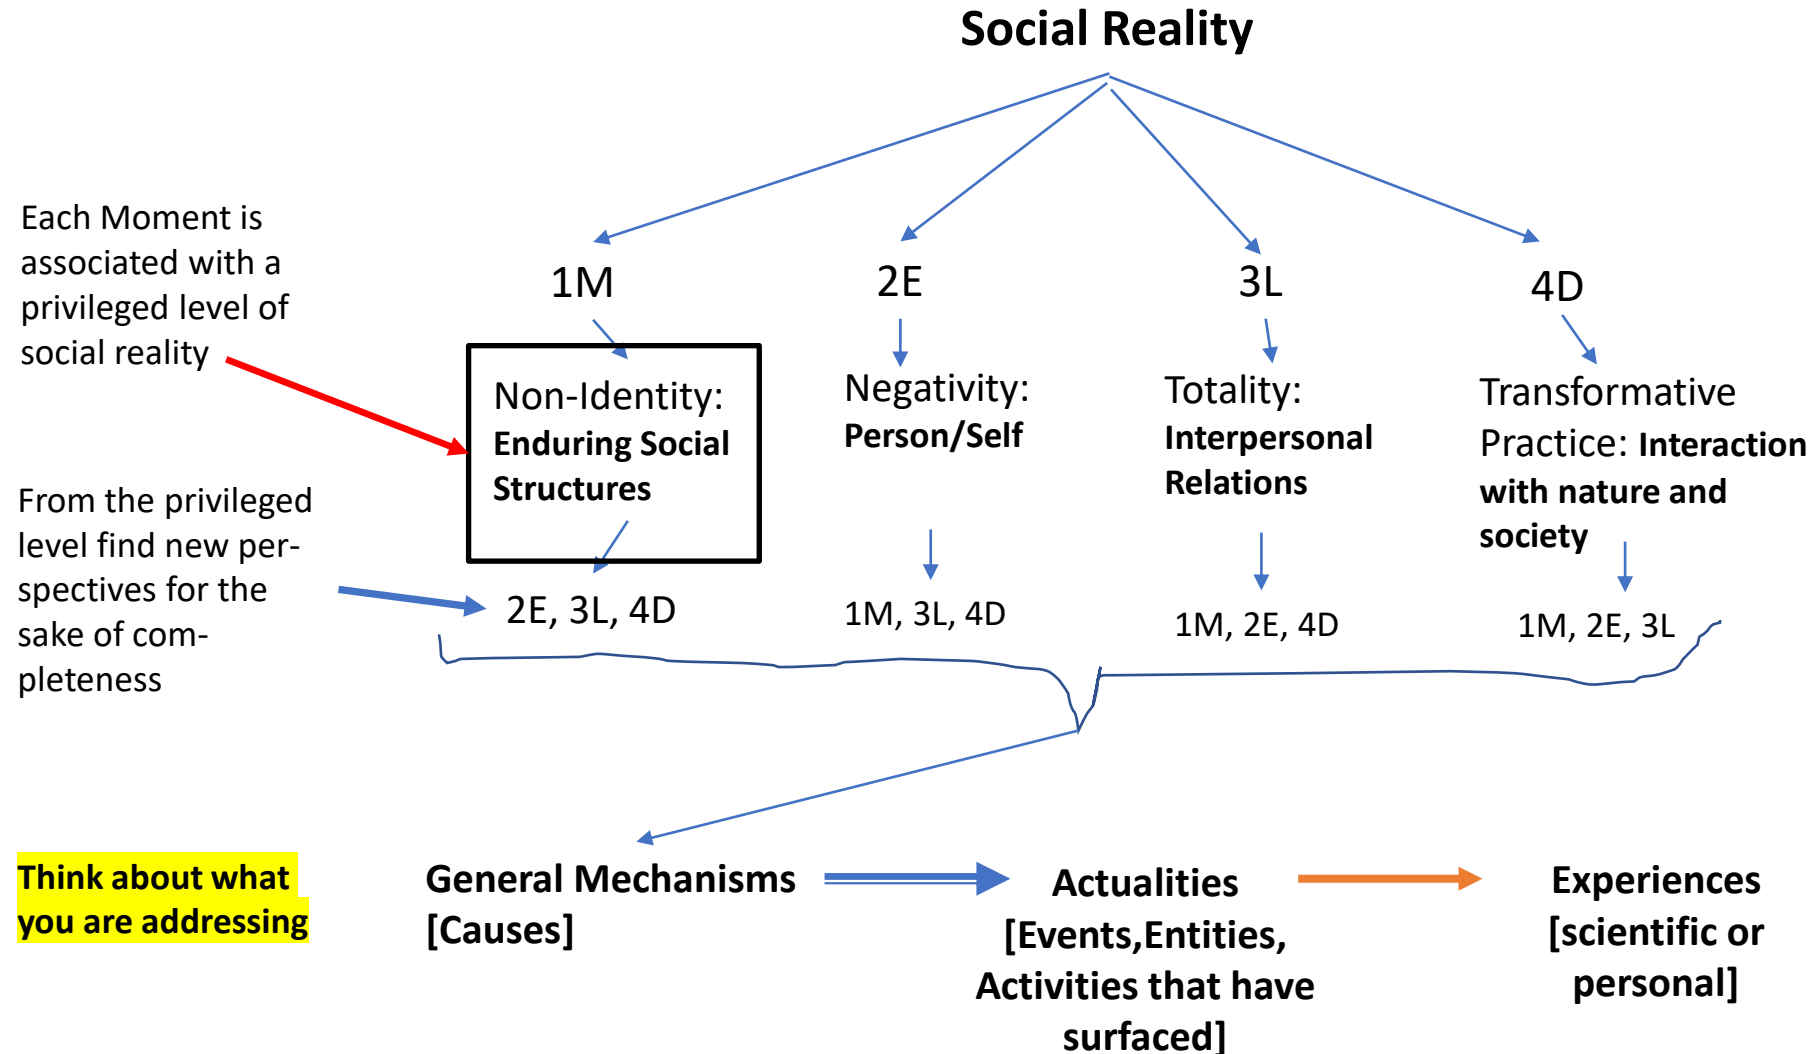 Social Reality
Each Moment is
associated with a
privileged level of
social reality
1M
2E
3L
4D
Non-Identity:
Enduring Social
Structures
Negativity:
Person/Self
Totality:
Interpersonal
Relations
Transformative
Practice: Interaction
with nature and
society
From the privileged
level find new per-
spectives for the
sake of com-
pleteness
2E, 3L, 4D
1M, 3L, 4D
1M, 2E, 4D
1M, 2E, 3L
Think about what
you are addressing
General Mechanisms
[Causes]
Actualities
[Events,Entities,
Activities that have
surfaced]
Experiences
[scientific or
personal]